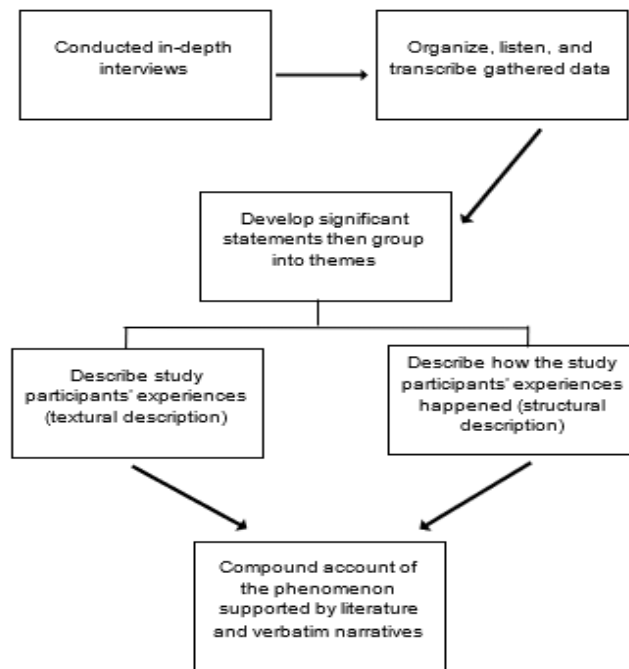 Conducted in-depth
interviews
Organize, listen, and
transcribe gathered data
Develop significant
statements then group
into themes
Describe study
participants' experiences
(textural description)
Describe how the study
participants' experiences
happened (structural
description)
Compound account of
the phenomenon
supported by literature
and verbatim narratives